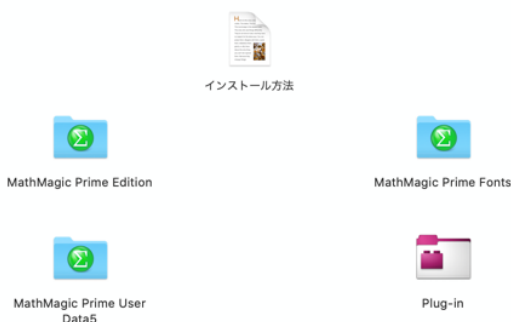 インストール方法
MathMagic Prime Edition
MathMagic Prime Fonts
MathMagic Prime User
Data5
Plug-in